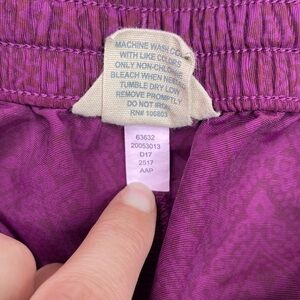 MACHINE WASH COLD
WITH LIKE COLORS
ONLY NON-CHLORINE
BLEACH WHEN NEEDED
TUMBLE DRY LOW
REMOVE PROMPTLY
DO NOT IRON
RN# 106803
63632
20053013
D17
2517
AAP